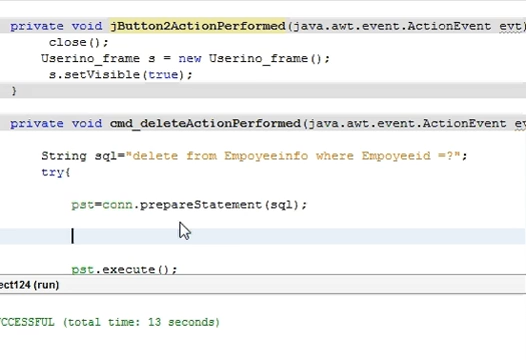 private void jButton2ActionPerformed(java.awt.event.ActionEvent evt)
close();
Userino_frame s = new Userino_frame();
s.setVisible(true);
}
private void cmd_deleteActionPerformed(java.awt.event.ActionEvent ev
String sql="delete from Empoyeeinfo where Empoyeeid =?";
try{
pst=conn.prepareStatement(sql);
pst.execute();
ect124 (run)
CCESSFUL (total time: 13 seconds)